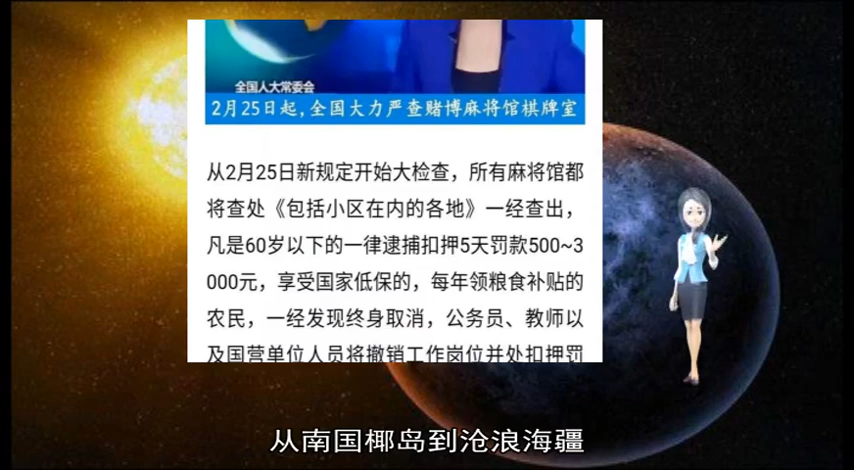 全国人大常委会
2月25日起,全国大力严查赌博麻将馆棋牌室
从2月25日新规定开始大检查，所有麻将馆都
将查处《包括小区在内的各地》一经查出，
凡是60岁以下的一律逮捕扣押5天罚款500~3
000元，享受国家低保的，每年领粮食补贴的
农民，一经发现终身取消，公务员、教师以
及国营单位人员将撤销工作岗位并处扣押罚
从南国椰岛到沧浪海疆